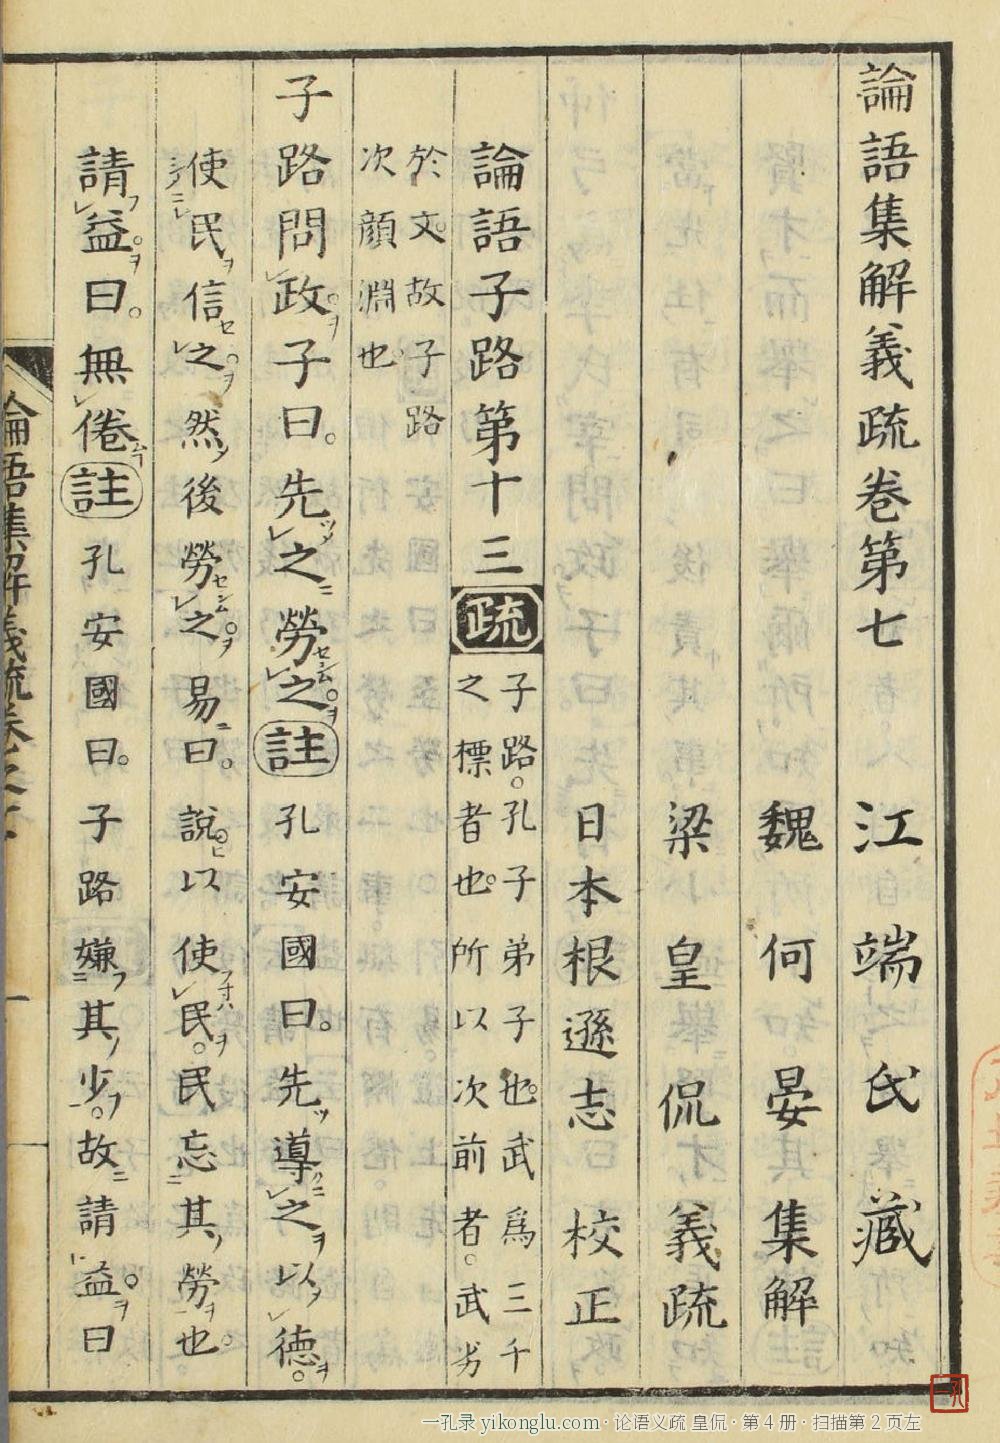 論語集解義疏卷第七
江端氏藏
魏何晏集解
梁皇侃義疏
日本根遜志校正
論語子路第十三疏子路。孔子弟子也。武爲三千
之標者也。所以次前者。武劣
於文。故子路
次顔淵也
子路問政。子曰。先之勞之。註孔安國曰。先導之以德。
使民信之。然後勞之。易曰。說以使民。民忘其勞也。
請益。曰。無倦註孔安國曰。子路嫌其少。故請益。曰
論語集解義疏卷之七
一
一孔录 yikonglu.com · 论语义疏 皇侃 · 第 4 册 · 扫描第 2 页左